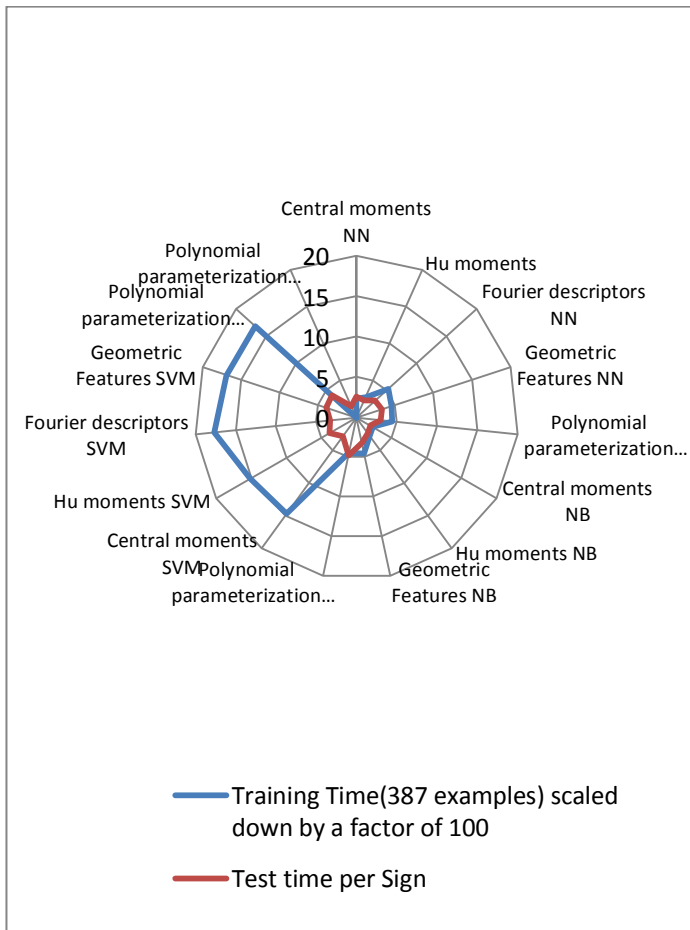 Central moments
NN
Hu moments
Fourier descriptors
NN
Geometric
Features NN
Polynomial
parameterization…
Central moments
NB
Hu moments NB
Geometric
Features NB
Polynomial
parameterization…
Central moments
SVM
Hu moments SVM
Fourier descriptors
SVM
Geometric
Features SVM
Polynomial
parameterization…
Polynomial
parameterization…
20
15
10
5
0
Training Time(387 examples) scaled
down by a factor of 100
Test time per Sign